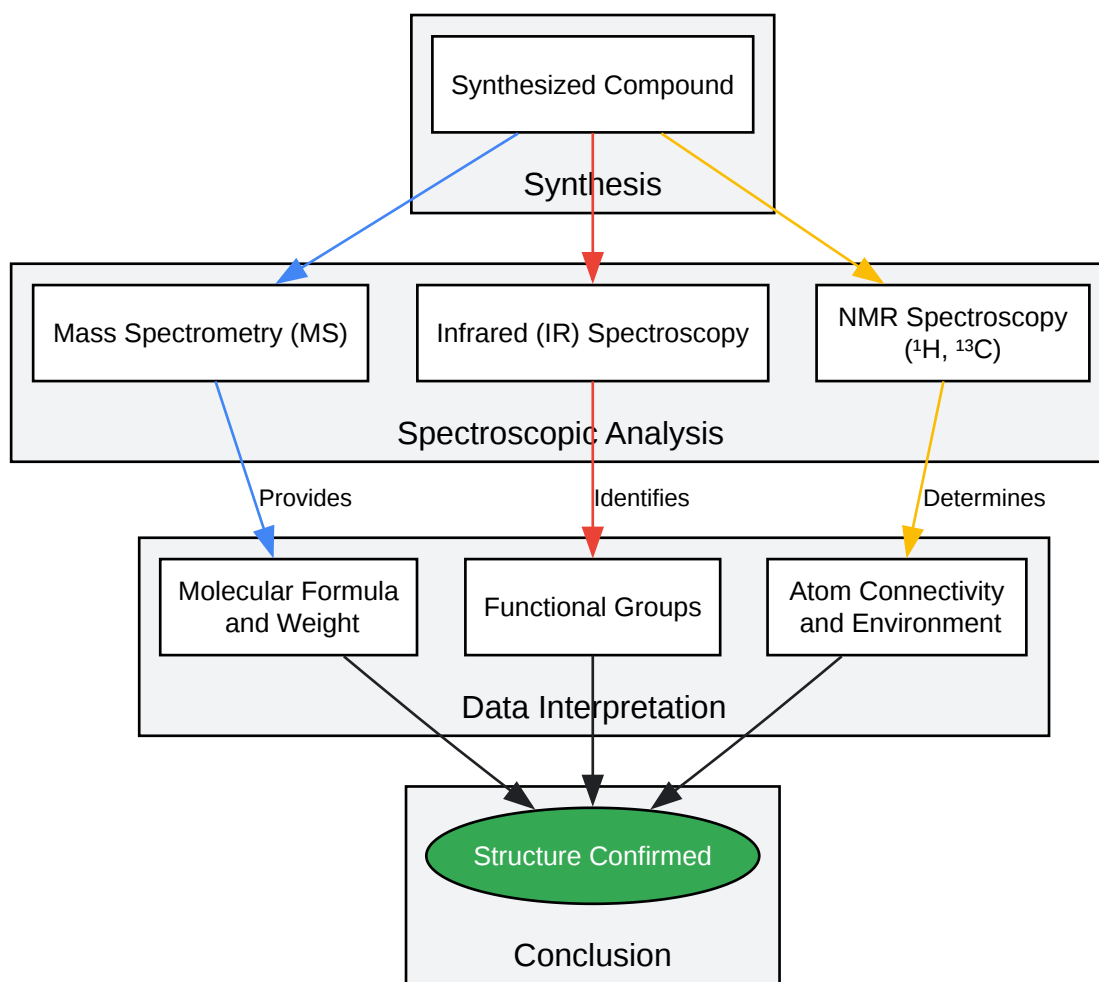 Synthesized Compound
Synthesis
Mass Spectrometry (MS)
Infrared (IR) Spectroscopy
NMR Spectroscopy
(¹H, ¹³C)
Spectroscopic Analysis
Provides
Identifies
Determines
Molecular Formula
and Weight
Functional Groups
Atom Connectivity
and Environment
Data Interpretation
Structure Confirmed
Conclusion